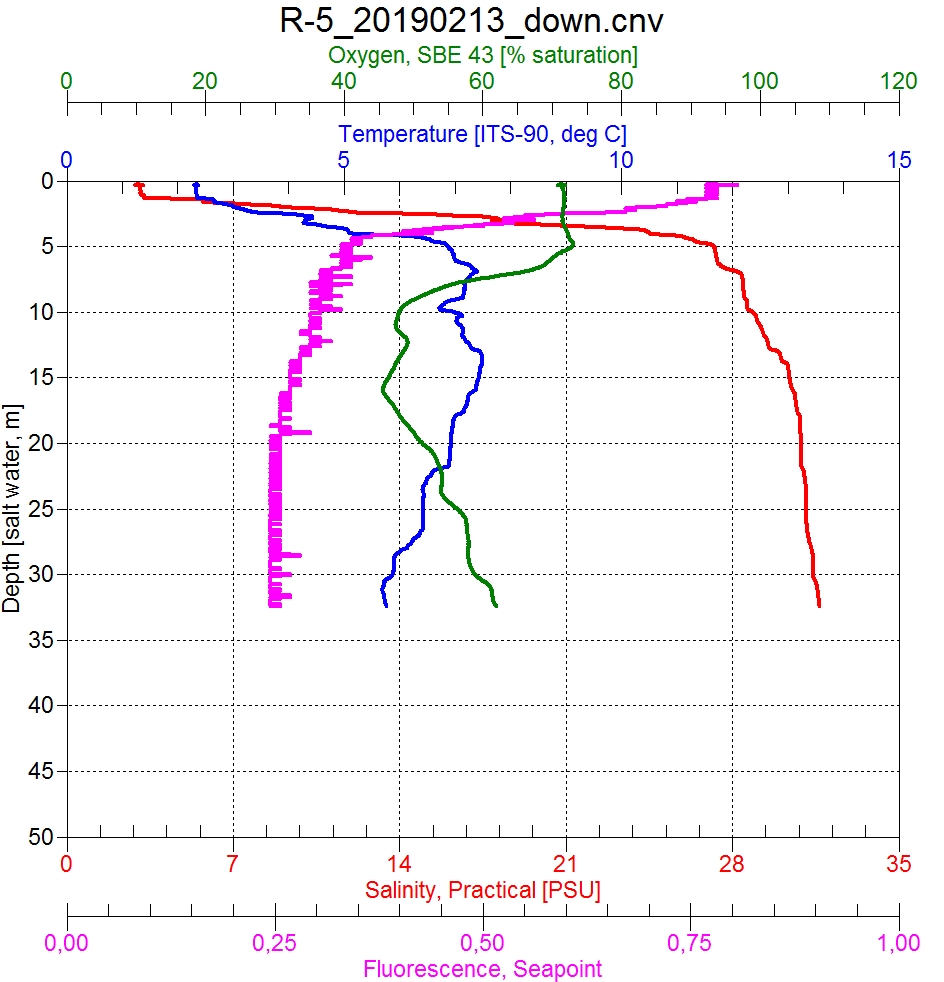 R-5_20190213_down.cnv
Oxygen, SBE 43 [% saturation]
0 20 40 60 80 100 120
Temperature [ITS-90, deg C]
0 5 10 15
0
5
10
15
20
25
30
35
40
45
50
Depth [salt water, m]
0 7 14 21 28 35
Salinity, Practical [PSU]
0,00 0,25 0,50 0,75 1,00
Fluorescence, Seapoint